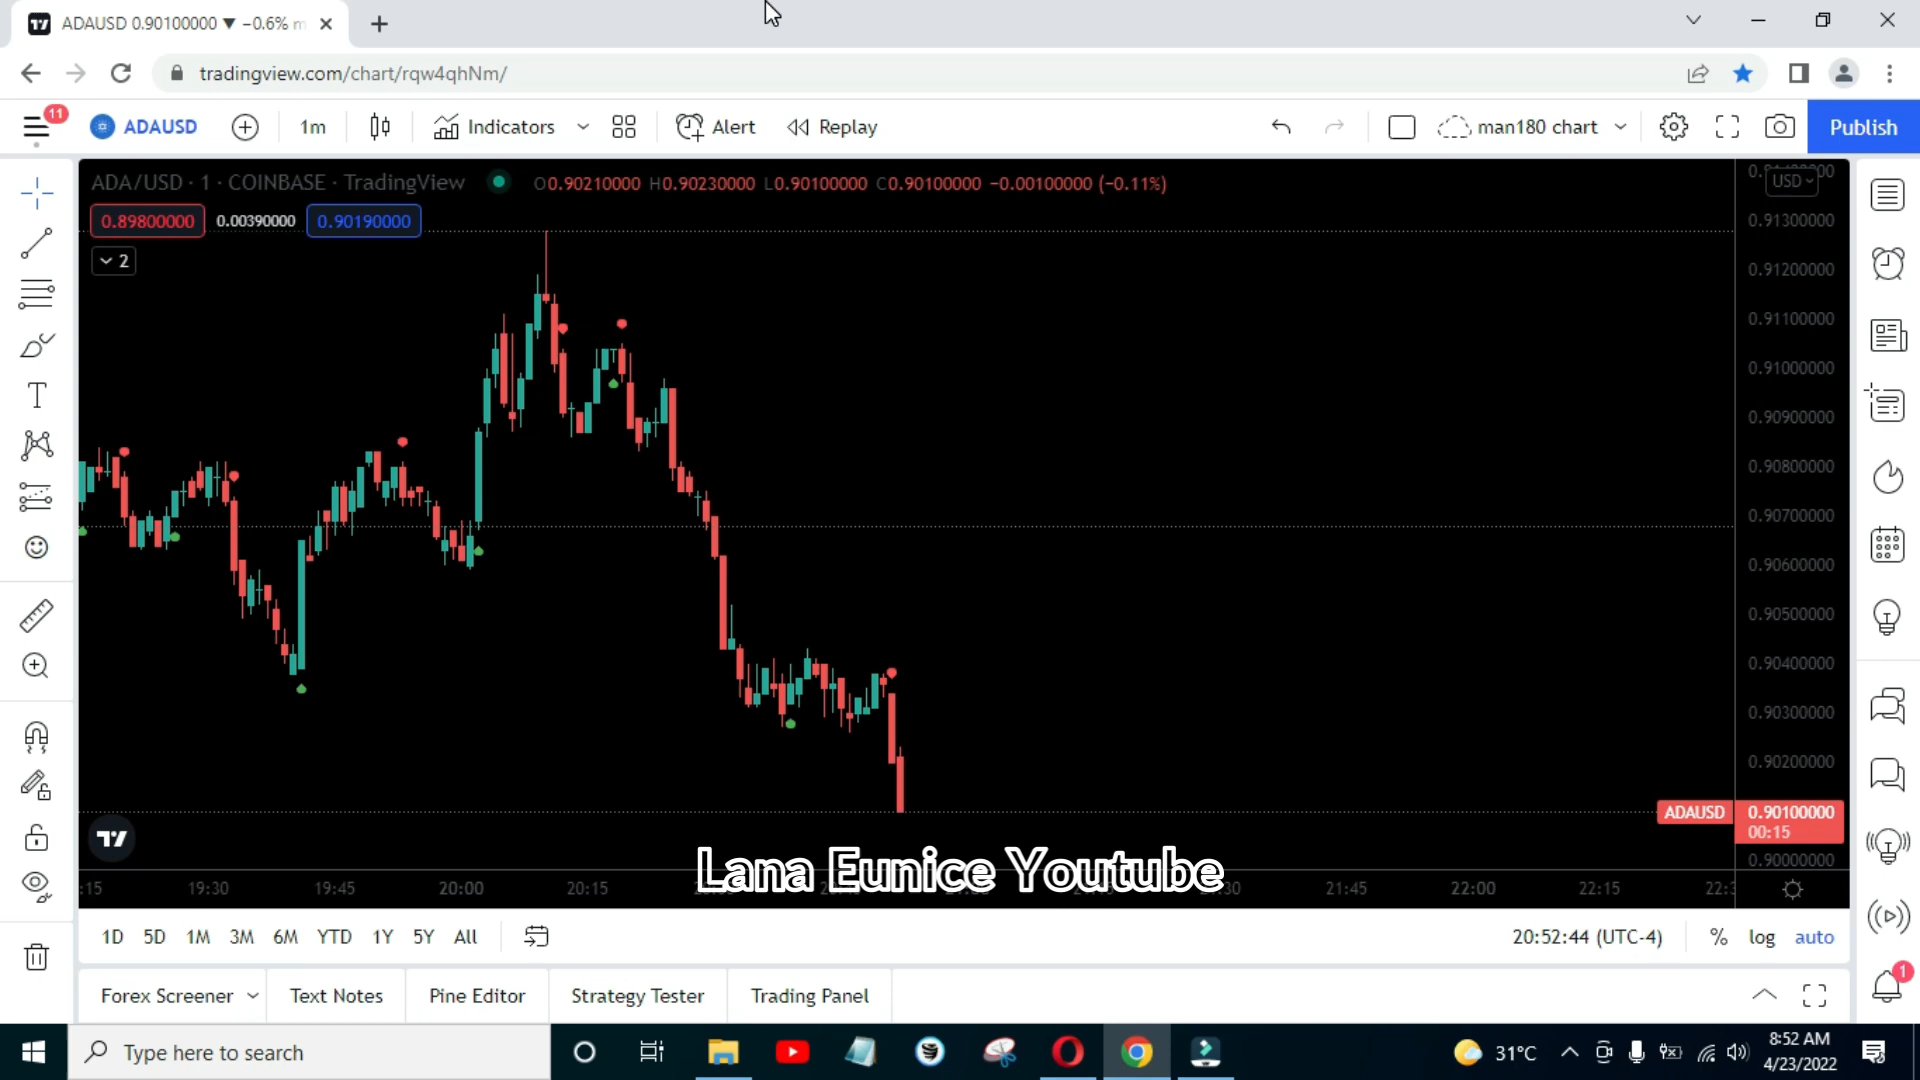 ADAUSD 0.90100000 ▼ −0.6% m
tradingview.com/chart/rqw4qhNm/
11
ADAUSD
1m
Indicators
Alert
Replay
man180 chart
Publish
ADA/USD · 1 · COINBASE · TradingView
O0.90210000 H0.90230000 L0.90100000 C0.90100000 −0.00100000 (−0.11%)
USD
0.89800000 0.00390000 0.90190000
2
0.91300000
0.91200000
0.91100000
0.91000000
0.90900000
0.90800000
0.90700000
0.90600000
0.90500000
0.90400000
0.90300000
0.90200000
ADAUSD 0.90100000
00:15
0.90000000
Lana Eunice Youtube
:15 19:30 19:45 20:00 20:15 21:45 22:00 22:15
1D 5D 1M 3M 6M YTD 1Y 5Y All
20:52:44 (UTC-4) % log auto
Forex Screener Text Notes Pine Editor Strategy Tester Trading Panel
1
Type here to search
31°C
8:52 AM
4/23/2022